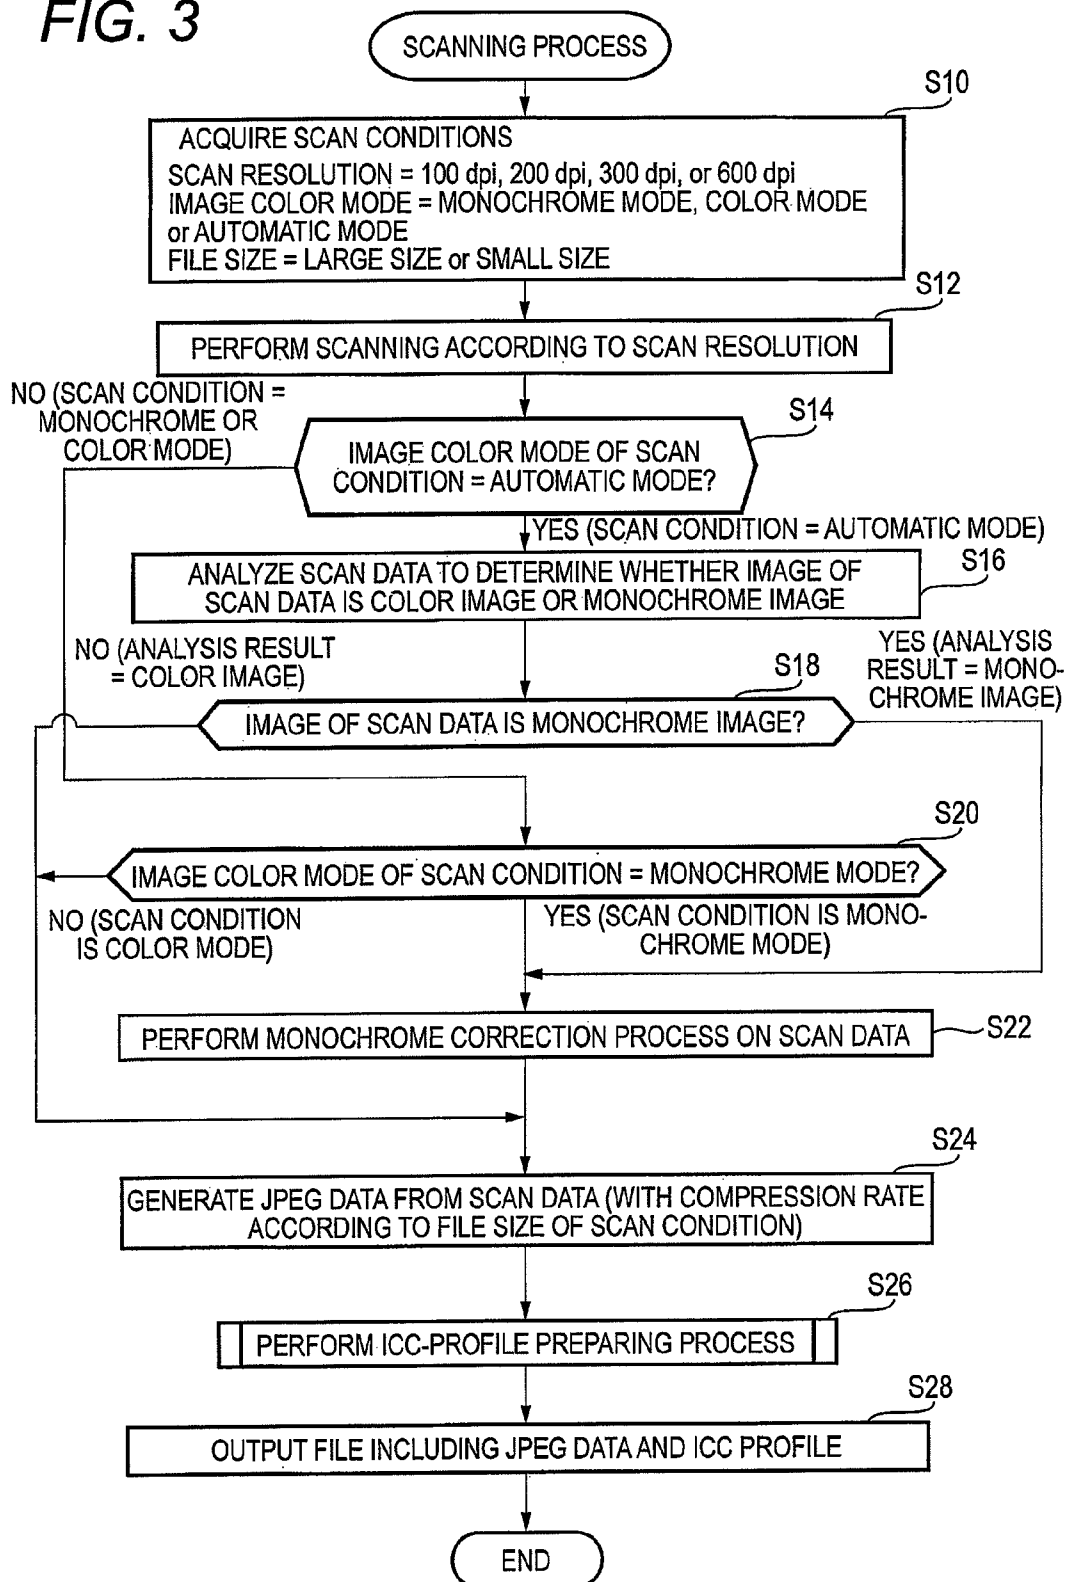 FIG. 3
SCANNING PROCESS
S10
ACQUIRE SCAN CONDITIONS
SCAN RESOLUTION = 100 dpi, 200 dpi, 300 dpi, or 600 dpi
IMAGE COLOR MODE = MONOCHROME MODE, COLOR MODE
or AUTOMATIC MODE
FILE SIZE = LARGE SIZE or SMALL SIZE
S12
PERFORM SCANNING ACCORDING TO SCAN RESOLUTION
NO (SCAN CONDITION =
MONOCHROME OR
COLOR MODE)
S14
IMAGE COLOR MODE OF SCAN
CONDITION = AUTOMATIC MODE?
YES (SCAN CONDITION = AUTOMATIC MODE)
S16
ANALYZE SCAN DATA TO DETERMINE WHETHER IMAGE OF
SCAN DATA IS COLOR IMAGE OR MONOCHROME IMAGE
NO (ANALYSIS RESULT
= COLOR IMAGE)
S18
YES (ANALYSIS
RESULT = MONO-
CHROME IMAGE)
IMAGE OF SCAN DATA IS MONOCHROME IMAGE?
S20
IMAGE COLOR MODE OF SCAN CONDITION = MONOCHROME MODE?
NO (SCAN CONDITION
IS COLOR MODE)
YES (SCAN CONDITION IS MONO-
CHROME MODE)
PERFORM MONOCHROME CORRECTION PROCESS ON SCAN DATA
S22
S24
GENERATE JPEG DATA FROM SCAN DATA (WITH COMPRESSION RATE
ACCORDING TO FILE SIZE OF SCAN CONDITION)
S26
PERFORM ICC-PROFILE PREPARING PROCESS
S28
OUTPUT FILE INCLUDING JPEG DATA AND ICC PROFILE
END